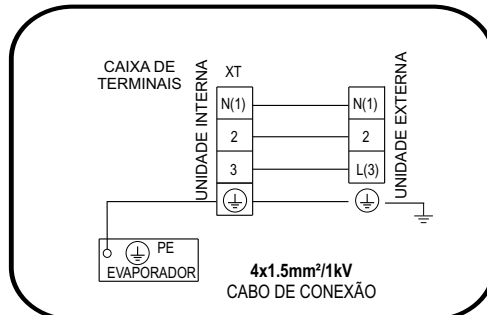 CAIXA DE
TERMINAIS
UNIDADE INTERNA
XT
N(1)
2
3
N(1)
2
L(3)
UNIDADE EXTERNA
PE
EVAPORADOR
4x1.5mm²/1kV
CABO DE CONEXÃO